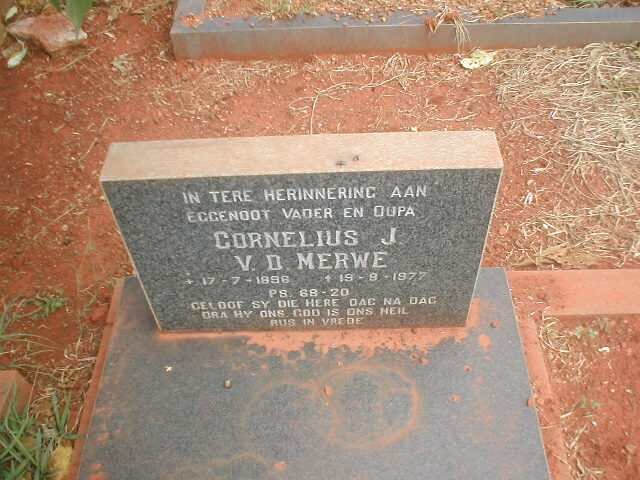 IN TERE HERINNERING AAN
EGGENOOT VADER EN OUPA
CORNELIUS J
V.D MERWE
* 17-7-1896 + 19-8-1977
PS. 68-20
GELOOF SY DIE HERE DAG NA DAG
DRA HY ONS GOD IS ONS HEIL
RUS IN VREDE